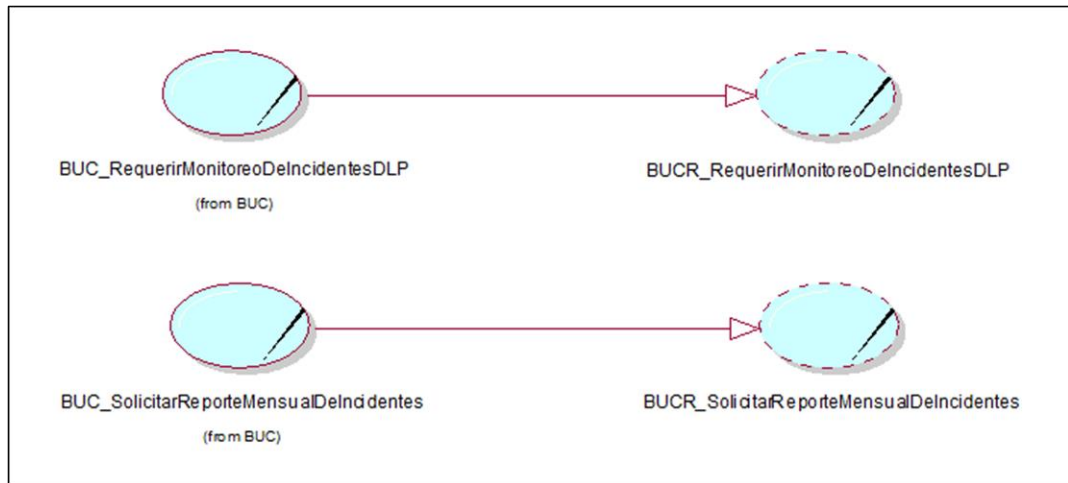 BUC_RequerirMonitoreoDeIncidentesDLP
BUCR_RequerirMonitoreoDeIncidentesDLP
(from BUC)
BUC_SolicitarReporteMensualDeIncidentes
BUCR_SolicitarReporteMensualDeIncidentes
(from BUC)